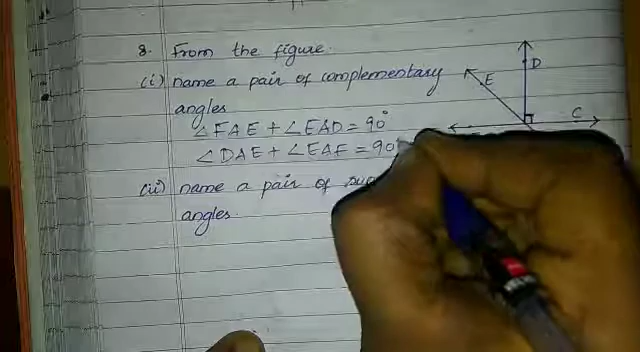 8. From the figure.
(i) name a pair of complementary
angles
∠FAE + ∠EAD = 90°
∠DAE + ∠EAF = 90°
(ii) name a pair of
angles.
D
E
C